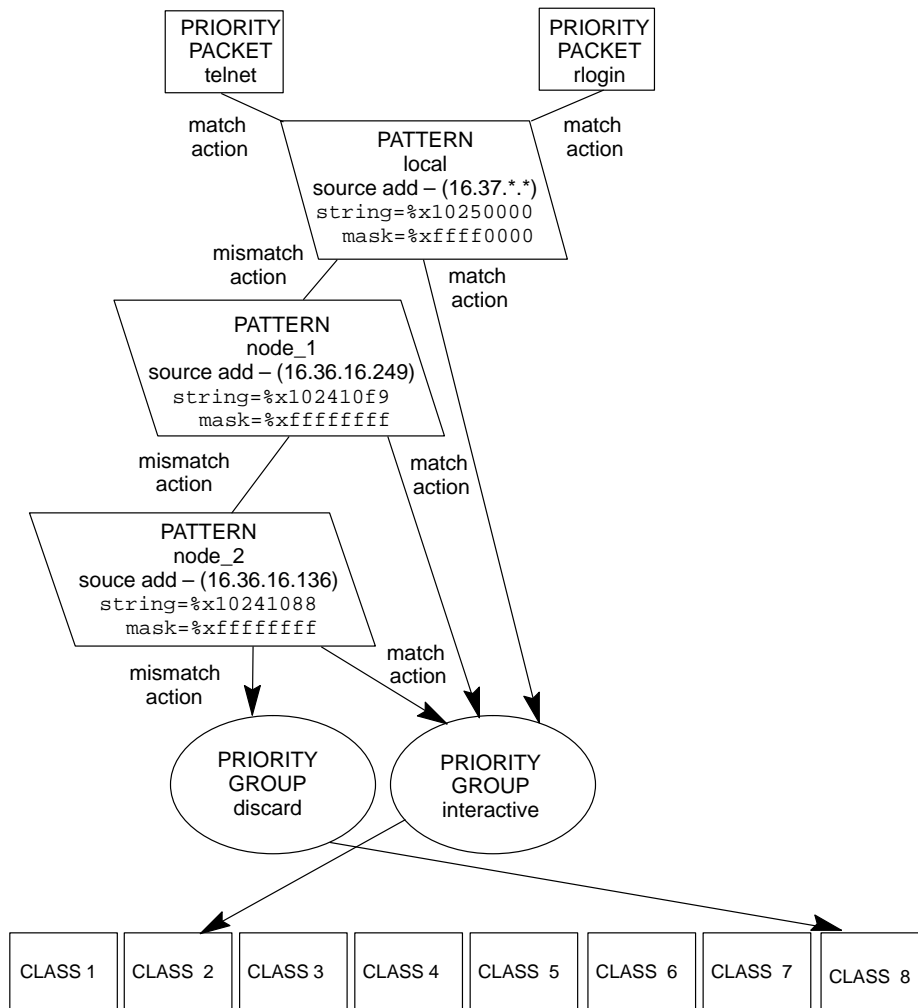 PRIORITY
PACKET
telnet
PRIORITY
PACKET
rlogin
match
action
match
action
PATTERN
local
source add – (16.37.*.*)
string=%x10250000
mask=%xffff0000
mismatch
action
match
action
PATTERN
node_1
source add – (16.36.16.249)
string=%x102410f9
mask=%xffffffff
mismatch
action
match
action
PATTERN
node_2
souce add – (16.36.16.136)
string=%x10241088
mask=%xffffffff
mismatch
action
match
action
PRIORITY
GROUP
discard
PRIORITY
GROUP
interactive
CLASS 1
CLASS 2
CLASS 3
CLASS 4
CLASS 5
CLASS 6
CLASS 7
CLASS 8